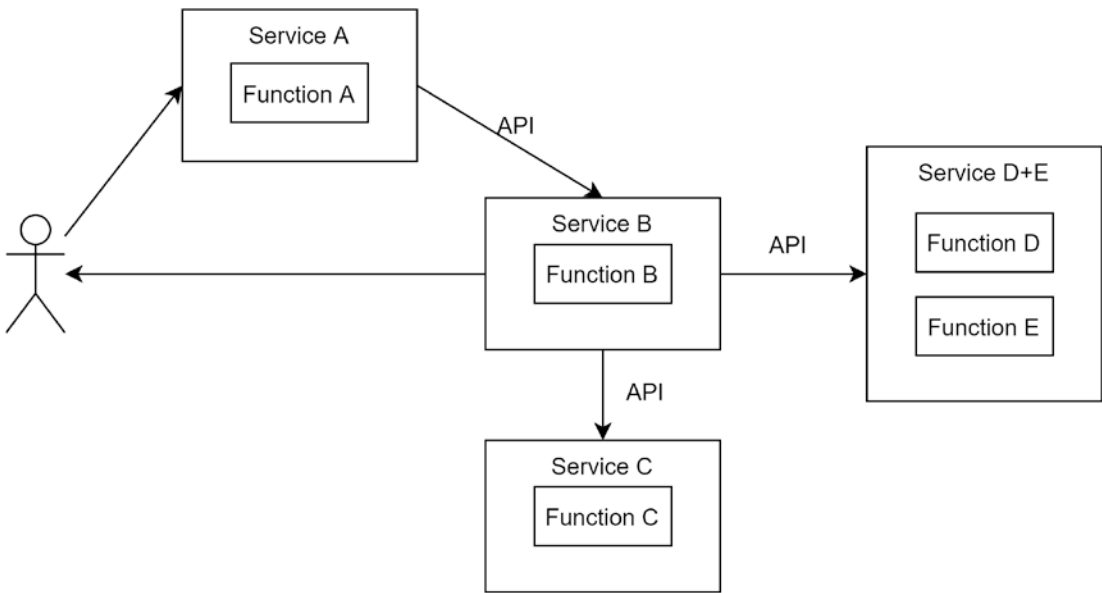 Service A
Function A
API
Service B
Function B
API
Service D+E
Function D
Function E
API
Service C
Function C